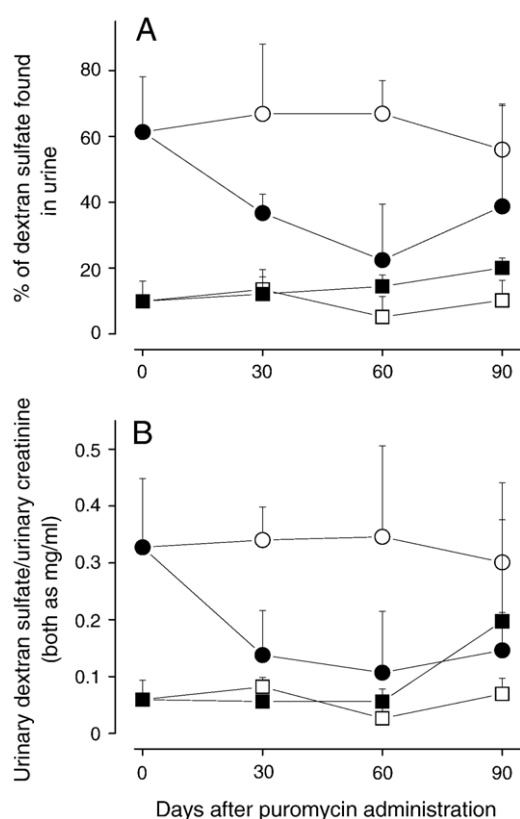 A
% of dextran sulfate found
in urine
80
60
40
20
0
0 30 60 90
B
Urinary dextran sulfate/urinary creatinine
(both as mg/ml)
0.5
0.4
0.3
0.2
0.1
0
0 30 60 90
Days after puromycin administration